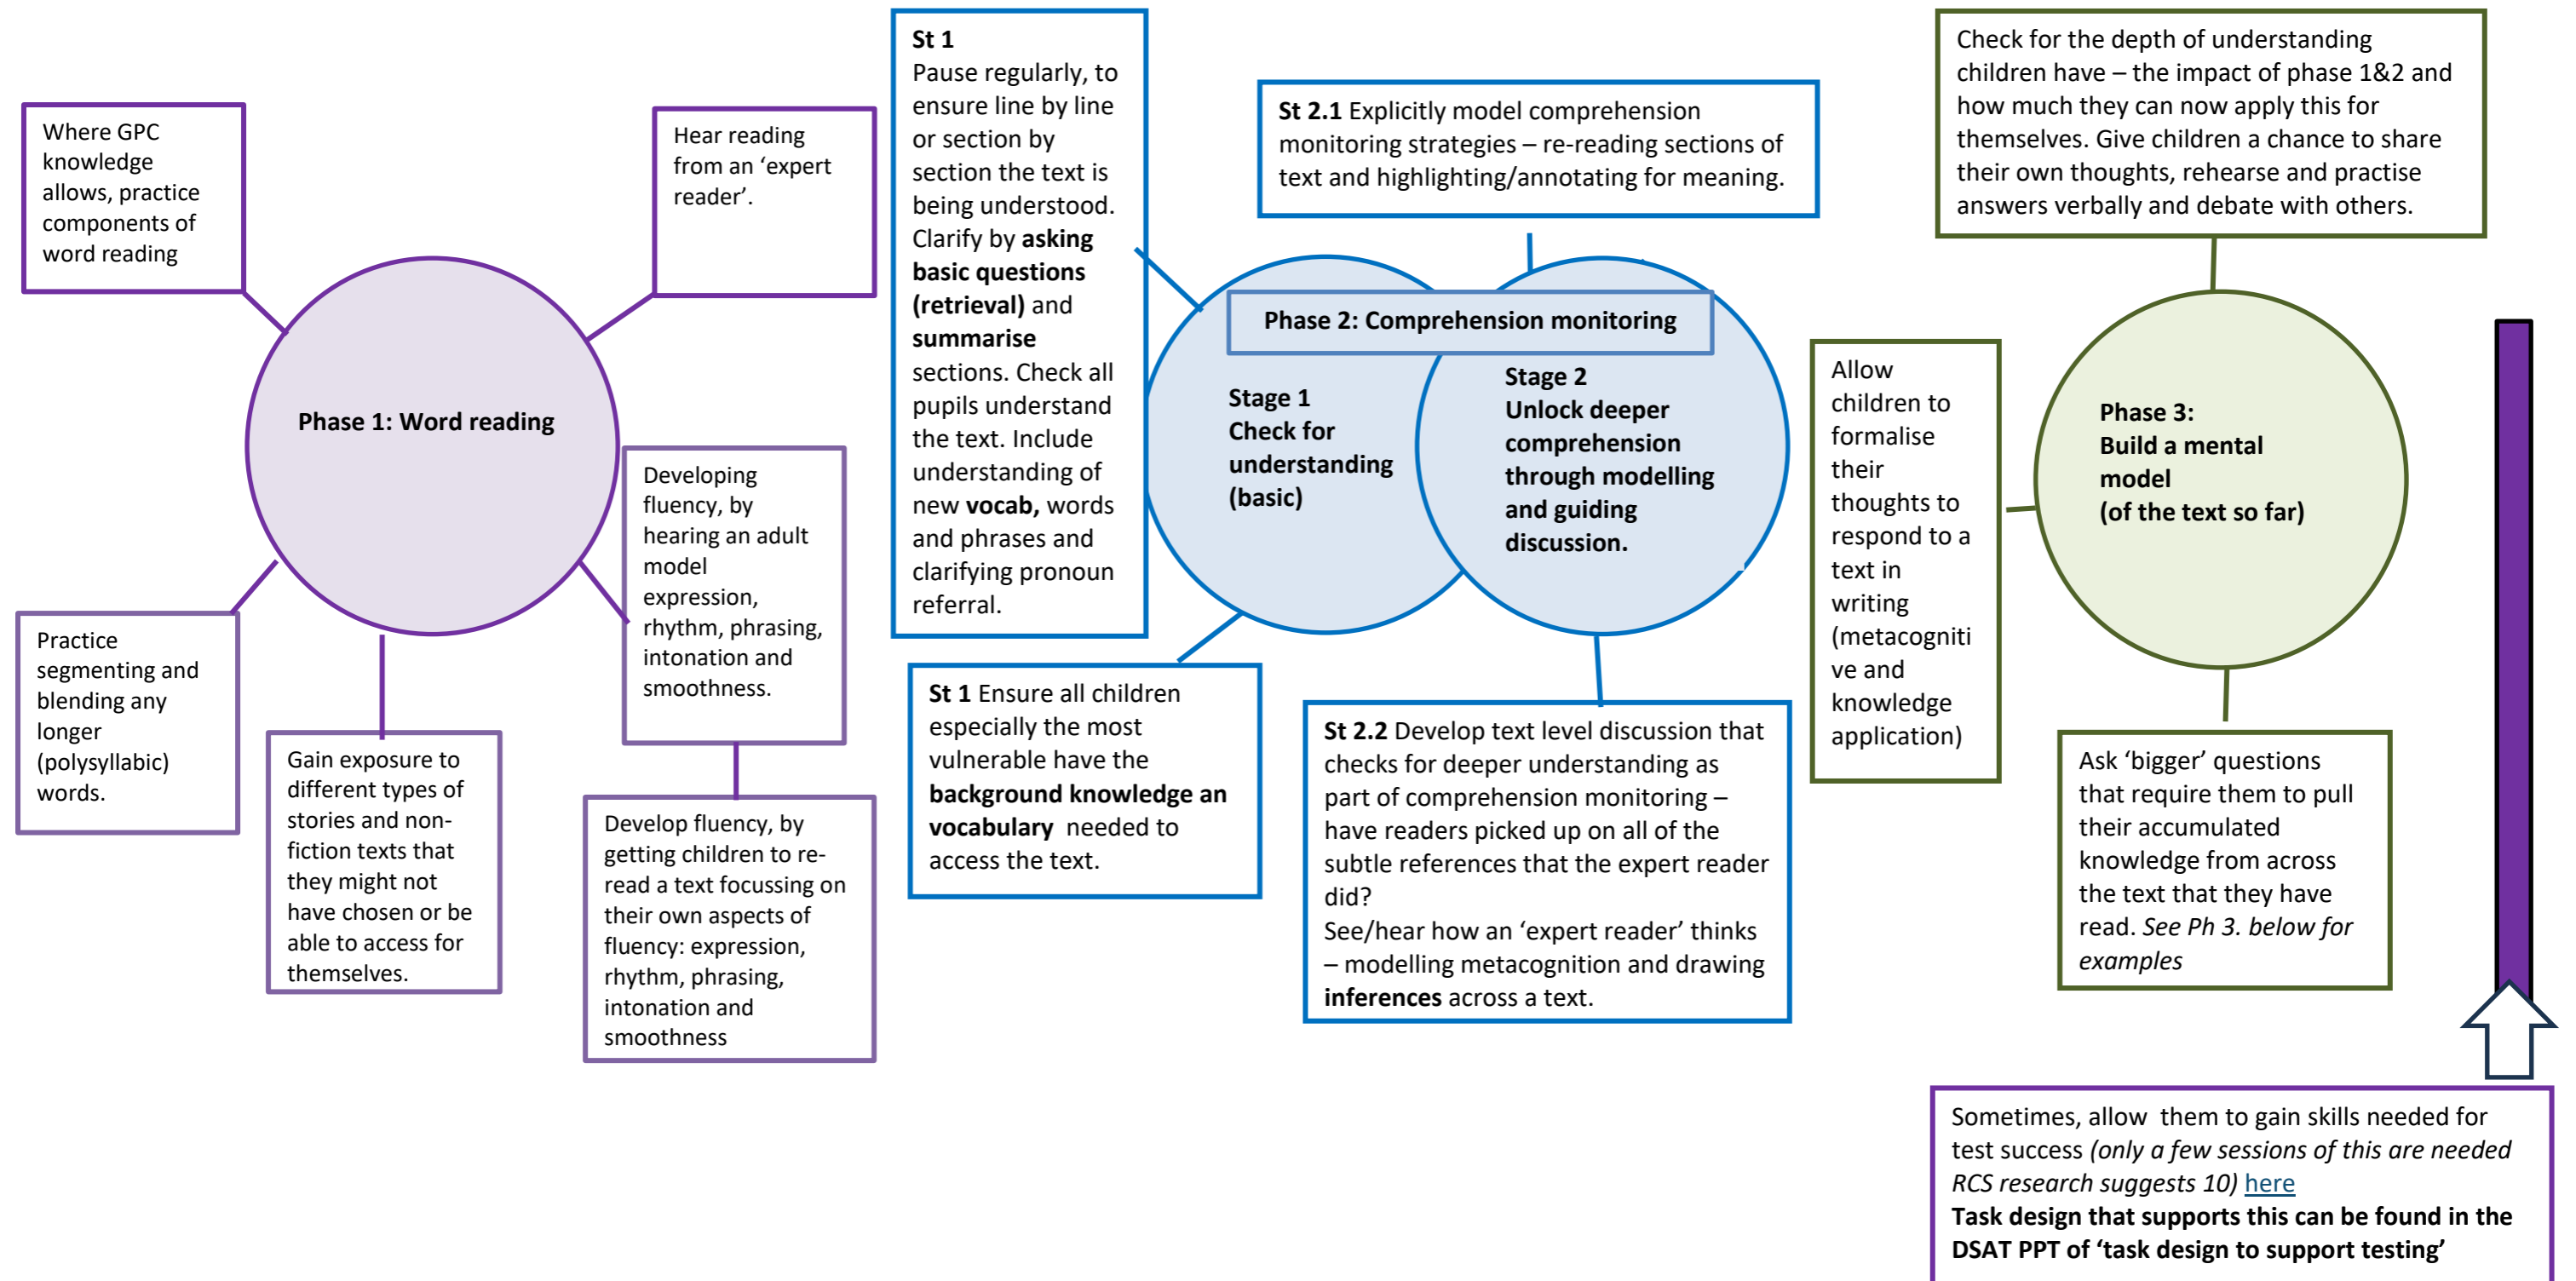 Where GPC
knowledge
allows, practice
components of
word reading
Hear reading
from an ‘expert
reader’.
Phase 1: Word reading
Practice
segmenting and
blending any
longer
(polysyllabic)
words.
Gain exposure to
different types of
stories and non-
fiction texts that
they might not
have chosen or be
able to access for
themselves.
Developing
fluency, by
hearing an adult
model
expression,
rhythm, phrasing,
intonation and
smoothness.
Develop fluency, by
getting children to re-
read a text focussing on
their own aspects of
fluency: expression,
rhythm, phrasing,
intonation and
smoothness
St 1
Pause regularly, to
ensure line by line
or section by
section the text is
being understood.
Clarify by asking
basic questions
(retrieval) and
summarise
sections. Check all
pupils understand
the text. Include
understanding of
new vocab, words
and phrases and
clarifying pronoun
referral.
St 2.1 Explicitly model comprehension
monitoring strategies – re-reading sections of
text and highlighting/annotating for meaning.
Phase 2: Comprehension monitoring
Stage 1
Check for
understanding
(basic)
Stage 2
Unlock deeper
comprehension
through modelling
and guiding
discussion.
St 1 Ensure all children
especially the most
vulnerable have the
background knowledge an
vocabulary needed to
access the text.
St 2.2 Develop text level discussion that
checks for deeper understanding as
part of comprehension monitoring –
have readers picked up on all of the
subtle references that the expert reader
did?
See/hear how an ‘expert reader’ thinks
– modelling metacognition and drawing
inferences across a text.
Check for the depth of understanding
children have – the impact of phase 1&2 and
how much they can now apply this for
themselves. Give children a chance to share
their own thoughts, rehearse and practise
answers verbally and debate with others.
Allow
children to
formalise
their
thoughts to
respond to a
text in
writing
(metacogniti
ve and
knowledge
application)
Phase 3:
Build a mental
model
(of the text so far)
Ask ‘bigger’ questions
that require them to pull
their accumulated
knowledge from across
the text that they have
read. See Ph 3. below for
examples
Sometimes, allow them to gain skills needed for
test success (only a few sessions of this are needed
RCS research suggests 10) here
Task design that supports this can be found in the
DSAT PPT of ‘task design to support testing’